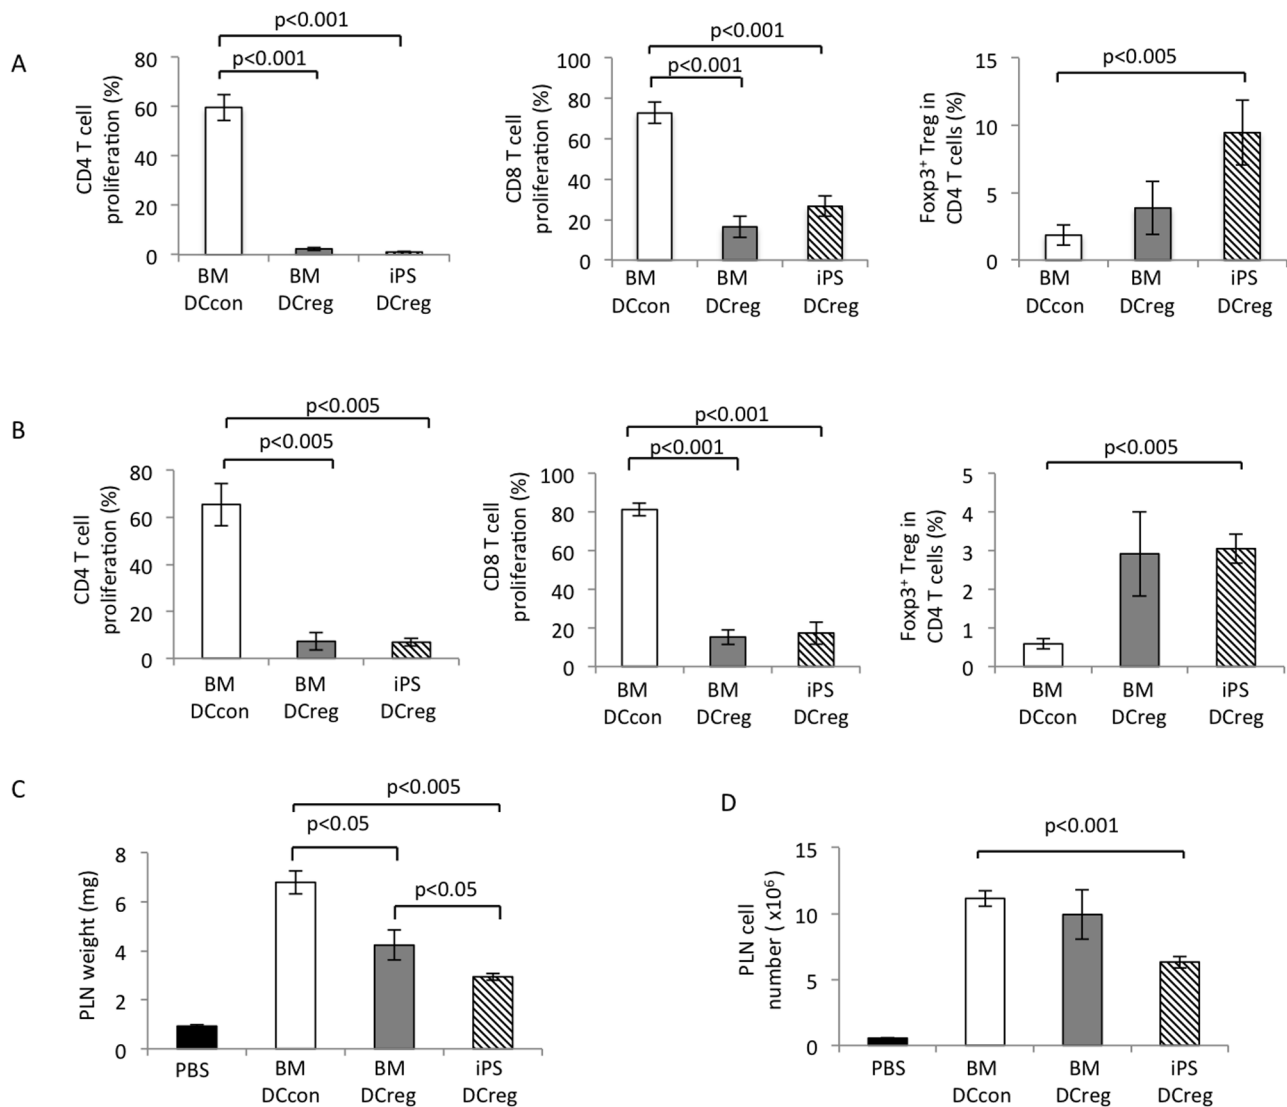 A
p<0.001
p<0.001
CD4 T cell
proliferation (%)
80
60
40
20
0
BM
DCcon
BM
DCreg
iPS
DCreg
p<0.001
p<0.001
CD8 T cell
proliferation (%)
100
80
60
40
20
0
BM
DCcon
BM
DCreg
iPS
DCreg
p<0.005
Foxp3⁺ Treg in
CD4 T cells (%)
15
10
5
0
BM
DCcon
BM
DCreg
iPS
DCreg
B
p<0.005
p<0.005
CD4 T cell
proliferation (%)
80
60
40
20
0
BM
DCcon
BM
DCreg
iPS
DCreg
p<0.001
p<0.001
CD8 T cell
proliferation (%)
100
80
60
40
20
0
BM
DCcon
BM
DCreg
iPS
DCreg
p<0.005
Foxp3⁺ Treg in
CD4 T cells (%)
5
4
3
2
1
0
BM
DCcon
BM
DCreg
iPS
DCreg
C
p<0.005
p<0.05
p<0.05
PLN weight (mg)
8
6
4
2
0
PBS
BM
DCcon
BM
DCreg
iPS
DCreg
D
p<0.001
PLN cell
number ( x10⁶)
15
10
5
0
PBS
BM
DCcon
BM
DCreg
iPS
DCreg